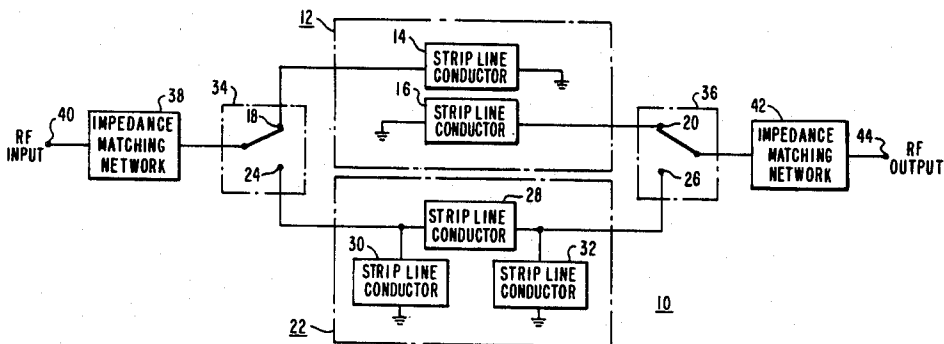 12
14
STRIP LINE
CONDUCTOR
16
STRIP LINE
CONDUCTOR
34
18
24
38
40
RF
INPUT
IMPEDANCE
MATCHING
NETWORK
36
20
26
42
IMPEDANCE
MATCHING
NETWORK
44
RF
OUTPUT
28
STRIP LINE
CONDUCTOR
30
STRIP LINE
CONDUCTOR
32
STRIP LINE
CONDUCTOR
22
10